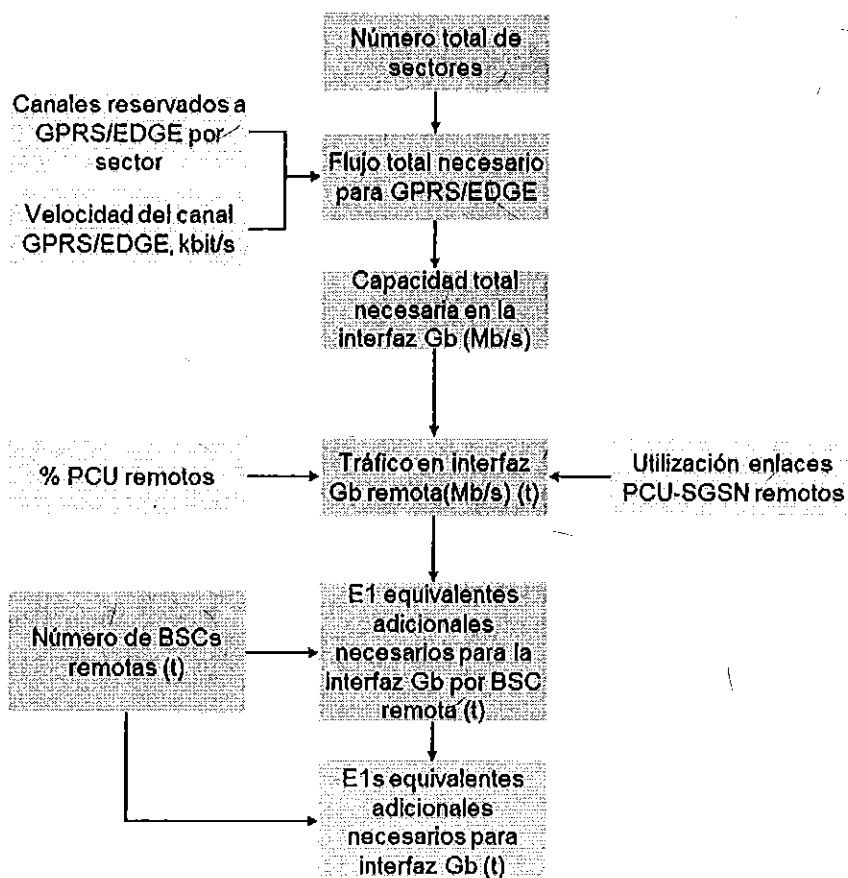 Número total de
sectores
Canales reservados a
GPRS/EDGE por
sector
Flujo total necesario
para GPRS/EDGE
Velocidad del canal
GPRS/EDGE, kbit/s
Capacidad total
necesaria en la
interfaz Gb (Mb/s)
% PCU remotos
Tráfico en interfaz
Gb remota(Mb/s) (t)
Utilización enlaces
PCU-SGSN remotos
E1 equivalentes
adicionales
necesarios para la
interfaz Gb por BSC
remota (t)
Número de BSCs
remotas (t)
E1s equivalentes
adicionales
necesarios para
interfaz Gb (t)